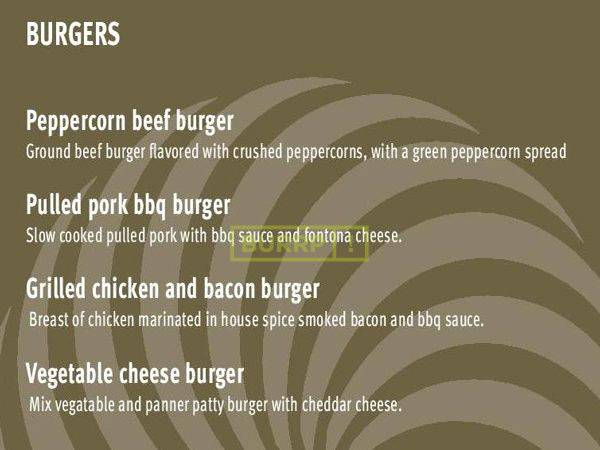 BURGERS
Peppercorn beef burger
Ground beef burger flavored with crushed peppercorns, with a green peppercorn spread
Pulled pork bbq burger
Slow cooked pulled pork with bbq sauce and fontona cheese.
BURRP!
Grilled chicken and bacon burger
Breast of chicken marinated in house spice smoked bacon and bbq sauce.
Vegetable cheese burger
Mix vegatable and panner patty burger with cheddar cheese.